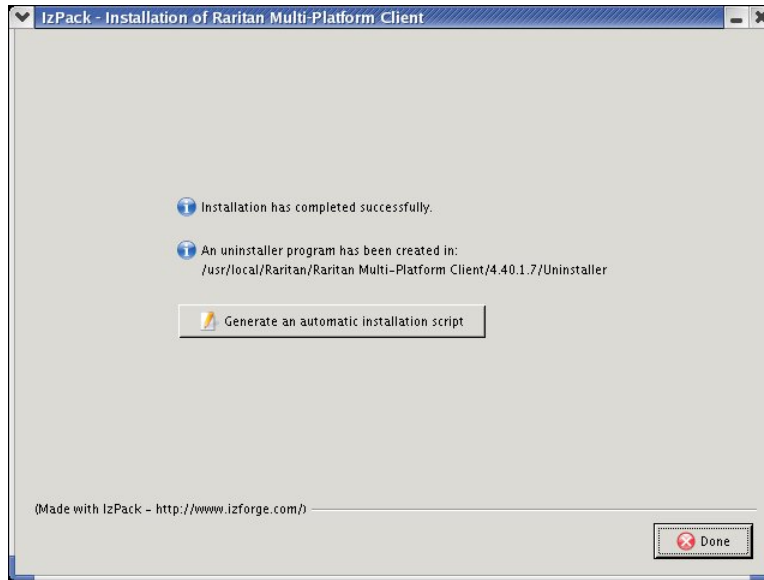 IzPack - Installation of Raritan Multi-Platform Client
Installation has completed successfully.
An uninstaller program has been created in:
/usr/local/Raritan/Raritan Multi-Platform Client/4.40.1.7/Uninstaller
Generate an automatic installation script
(Made with IzPack - http://www.izforge.com/)
Done